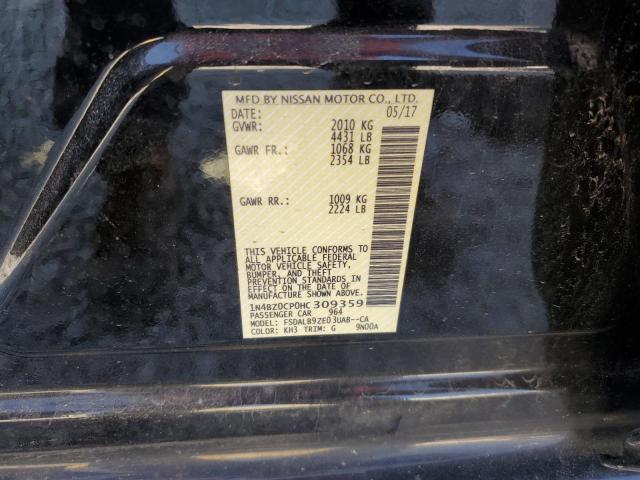 MFD BY NISSAN MOTOR CO., LTD.
DATE: 05/17
GVWR: 2010 KG
4431 LB
GAWR FR.: 1068 KG
2354 LB
GAWR RR.: 1009 KG
2224 LB
THIS VEHICLE CONFORMS TO
ALL APPLICABLE FEDERAL
MOTOR VEHICLE SAFETY,
BUMPER, AND THEFT
PREVENTION STANDARDS IN
EFFECT ON THE DATE OF
MANUFACTURE SHOWN ABOVE.
1N4BZ0CP0HC 309359
PASSENGER CAR 964
MODEL: FSDALB9ZE03UAB--CA
COLOR: KH3 TRIM: G 9N00A